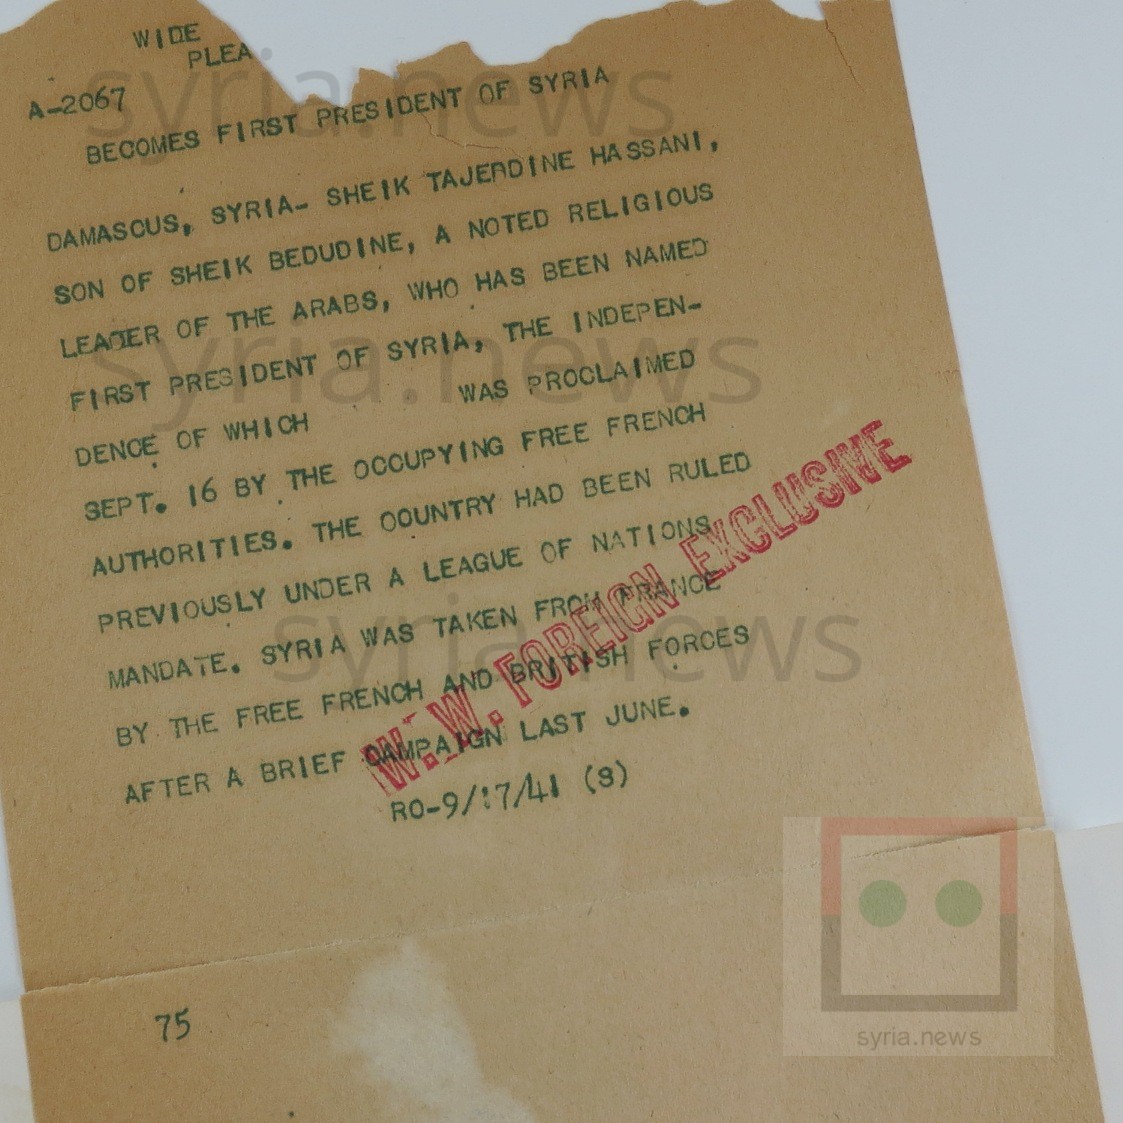 WIDE
PLEA
A-2067
BECOMES FIRST PRESIDENT OF SYRIA
DAMASCUS, SYRIA- SHEIK TAJERDINE HASSANI,
SON OF SHEIK BEDUDINE, A NOTED RELIGIOUS
LEADER OF THE ARABS, WHO HAS BEEN NAMED
FIRST PRESIDENT OF SYRIA, THE INDEPEN-
DENCE OF WHICH WAS PROCLAIMED
SEPT. 16 BY THE OCCUPYING FREE FRENCH
AUTHORITIES. THE COUNTRY HAD BEEN RULED
PREVIOUSLY UNDER A LEAGUE OF NATIONS
MANDATE. SYRIA WAS TAKEN FROM FRANCE
BY THE FREE FRENCH AND BRITISH FORCES
AFTER A BRIEF CAMPAIGN LAST JUNE.
RO-9/17/41 (S)
W.W. FOREIGN EXCLUSIVE
75
syria.news
syria.news
syria.news
syria.news